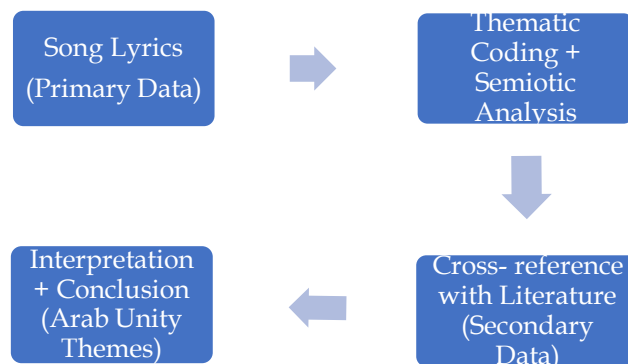 Song Lyrics
(Primary Data)
Thematic
Coding +
Semiotic
Analysis
Cross- reference
with Literature
(Secondary
Data)
Interpretation
+ Conclusion
(Arab Unity
Themes)